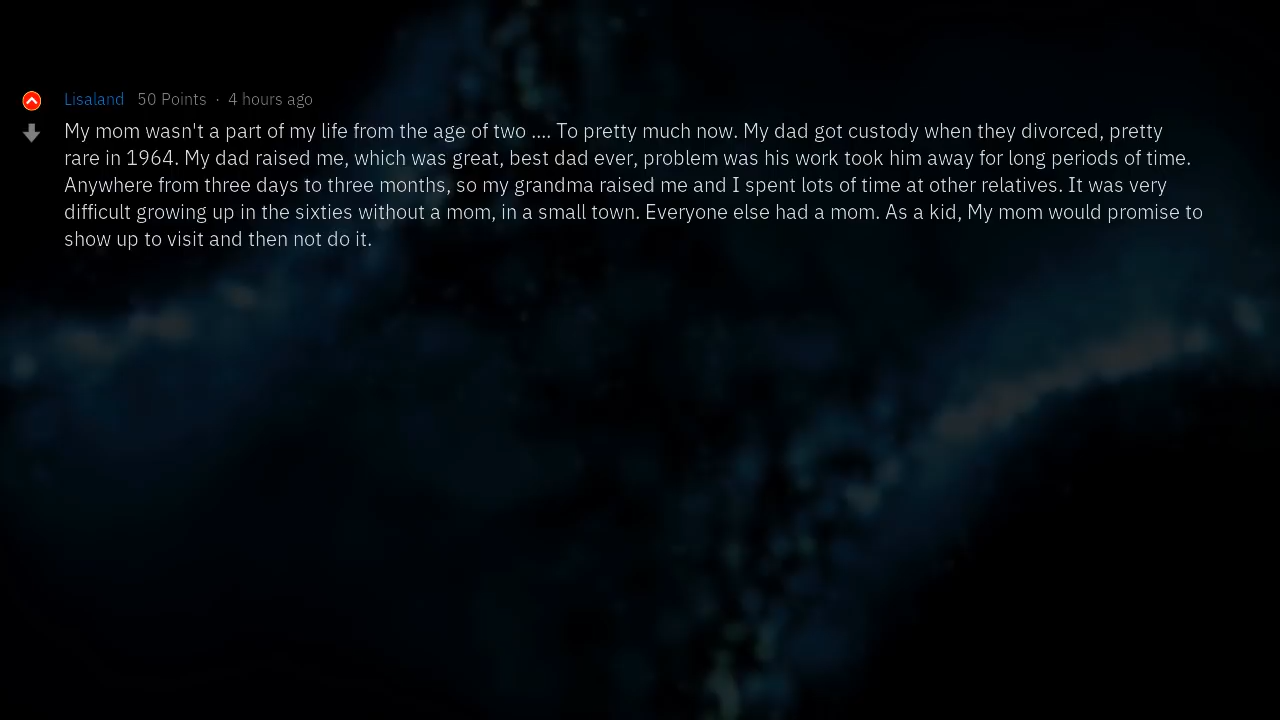 Lisaland 50 Points · 4 hours ago
My mom wasn't a part of my life from the age of two .... To pretty much now. My dad got custody when they divorced, pretty
rare in 1964. My dad raised me, which was great, best dad ever, problem was his work took him away for long periods of time.
Anywhere from three days to three months, so my grandma raised me and I spent lots of time at other relatives. It was very
difficult growing up in the sixties without a mom, in a small town. Everyone else had a mom. As a kid, My mom would promise to
show up to visit and then not do it.